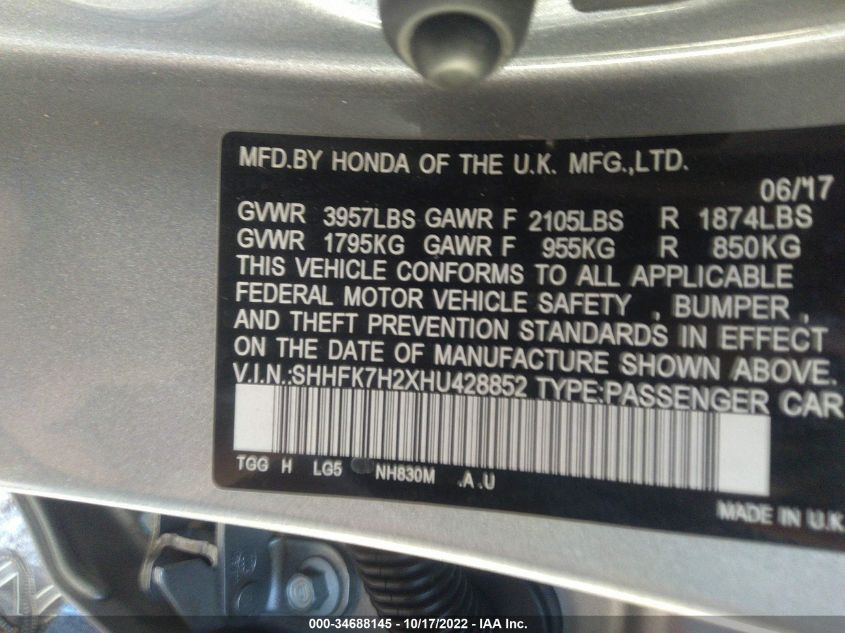 MFD.BY HONDA OF THE U.K. MFG.,LTD.
06/17
GVWR 3957LBS GAWR F 2105LBS R 1874LBS
GVWR 1795KG GAWR F 955KG R 850KG
THIS VEHICLE CONFORMS TO ALL APPLICABLE
FEDERAL MOTOR VEHICLE SAFETY , BUMPER ,
AND THEFT PREVENTION STANDARDS IN EFFECT
ON THE DATE OF MANUFACTURE SHOWN ABOVE.
V.I.N.:SHHFK7H2XHU428852 TYPE:PASSENGER CAR
TGG H LG5 NH830M .A .U
MADE IN U.K
000-34688145 - 10/17/2022 - IAA Inc.